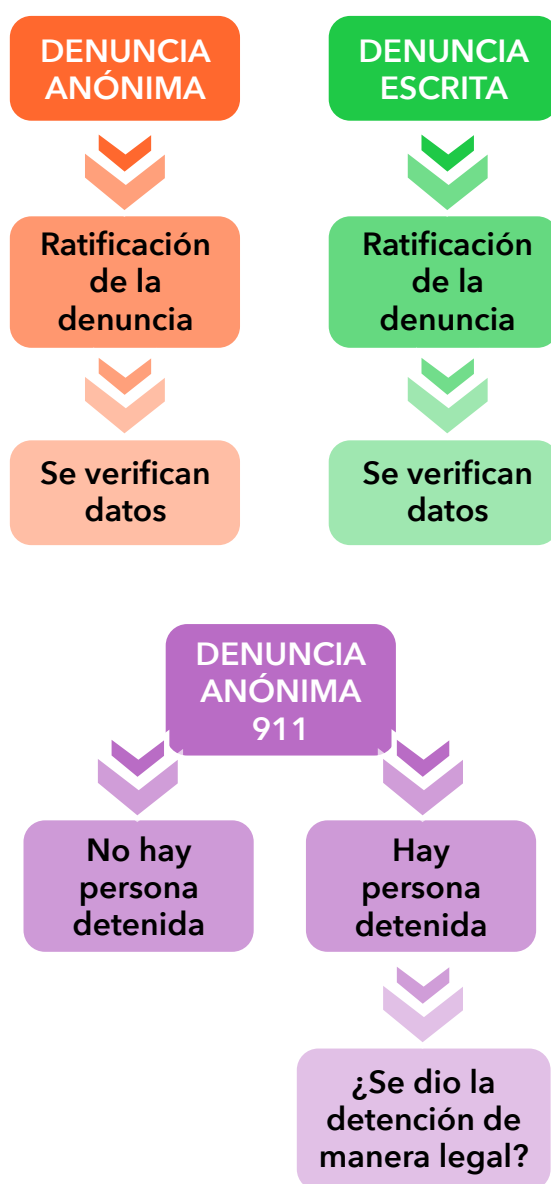 DENUNCIA
ANÓNIMA
DENUNCIA
ESCRITA
Ratificación
de la
denuncia
Ratificación
de la
denuncia
Se verifican
datos
Se verifican
datos
DENUNCIA
ANÓNIMA
911
No hay
persona
detenida
Hay
persona
detenida
¿Se dio la
detención de
manera legal?